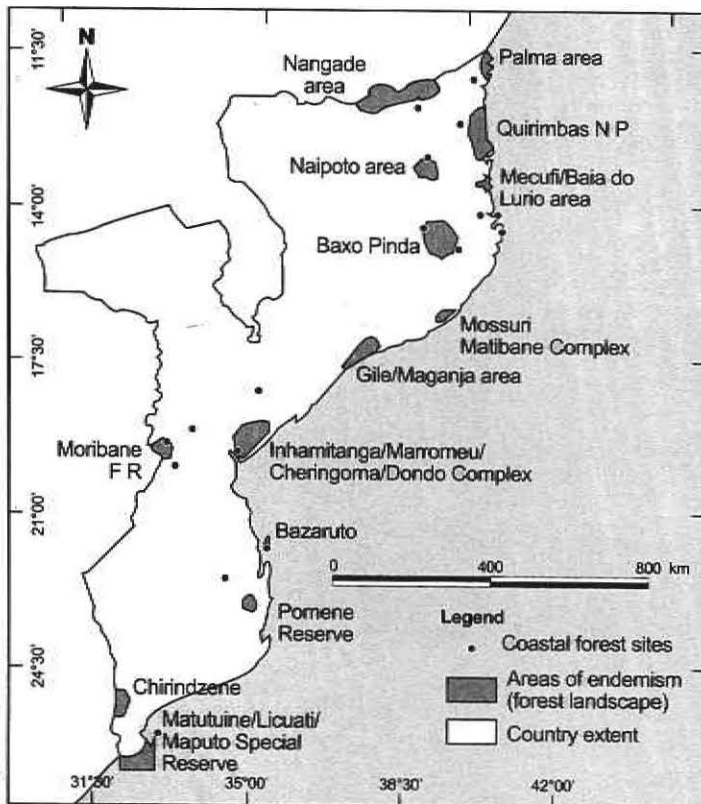 N
11°30'
14°00'
17°30'
21°00'
24°30'
Nangade
area
Palma area
Quirimbas N P
Naipoto area
Mecufi/Baia do
Lurio area
Baxo Pinda
Mossuri
Matibane Complex
Gile/Maganja area
Moribane
F R
Inhamitanga/Marromeu/
Cheringoma/Dondo Complex
Bazaruto
0 400 800 km
Pomene
Reserve
Legend
Coastal forest sites
Areas of endemism
(forest landscape)
Country extent
Chirindzene
Matutuine/Licuati/
Maputo Special
Reserve
31°30' 35°00' 38°30' 42°00'